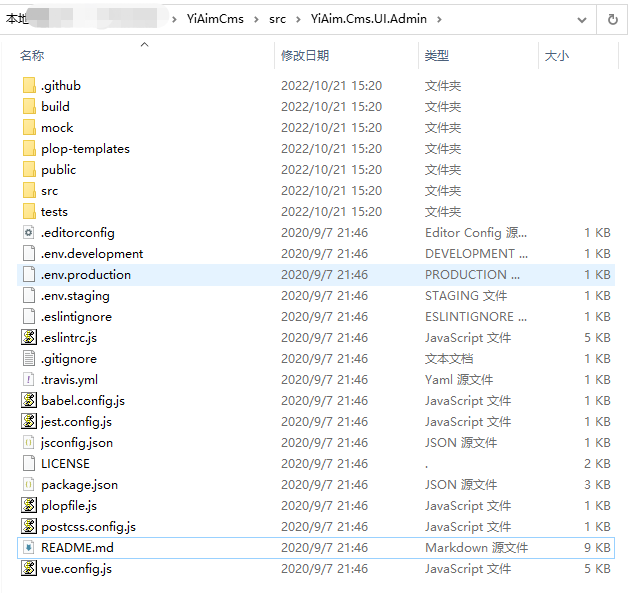 本地 › YiAimCms › src › YiAim.Cms.UI.Admin ›
名称 修改日期 类型 大小
.github 2022/10/21 15:20 文件夹
build 2022/10/21 15:20 文件夹
mock 2022/10/21 15:20 文件夹
plop-templates 2022/10/21 15:20 文件夹
public 2022/10/21 15:20 文件夹
src 2022/10/21 15:20 文件夹
tests 2022/10/21 15:20 文件夹
.editorconfig 2020/9/7 21:46 Editor Config 源... 1 KB
.env.development 2020/9/7 21:46 DEVELOPMENT ... 1 KB
.env.production 2020/9/7 21:46 PRODUCTION ... 1 KB
.env.staging 2020/9/7 21:46 STAGING 文件 1 KB
.eslintignore 2020/9/7 21:46 ESLINTIGNORE ... 1 KB
.eslintrc.js 2020/9/7 21:46 JavaScript 文件 5 KB
.gitignore 2020/9/7 21:46 文本文档 1 KB
.travis.yml 2020/9/7 21:46 Yaml 源文件 1 KB
babel.config.js 2020/9/7 21:46 JavaScript 文件 1 KB
jest.config.js 2020/9/7 21:46 JavaScript 文件 1 KB
jsconfig.json 2020/9/7 21:46 JSON 源文件 1 KB
LICENSE 2020/9/7 21:46 . 2 KB
package.json 2020/9/7 21:46 JSON 源文件 3 KB
plopfile.js 2020/9/7 21:46 JavaScript 文件 1 KB
postcss.config.js 2020/9/7 21:46 JavaScript 文件 1 KB
README.md 2020/9/7 21:46 Markdown 源文件 9 KB
vue.config.js 2020/9/7 21:46 JavaScript 文件 5 KB